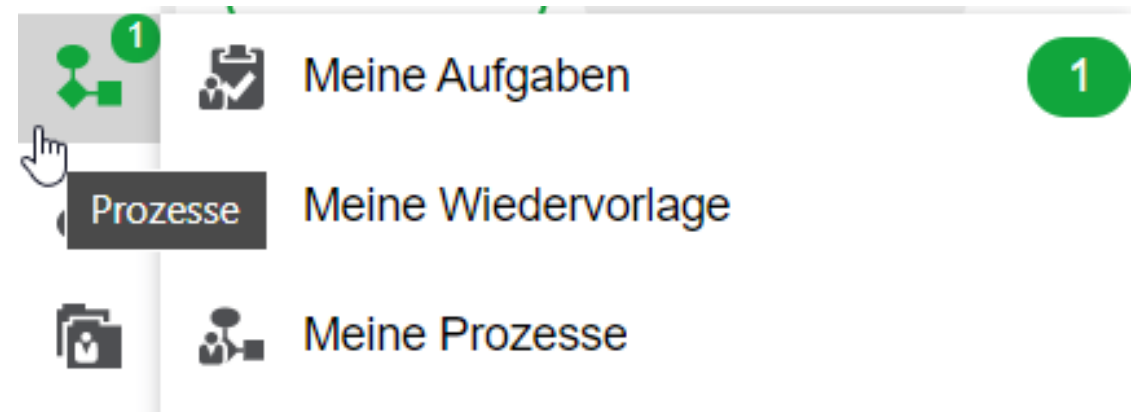 1
Meine Aufgaben 1
Prozesse
Meine Wiedervorlage
Meine Prozesse